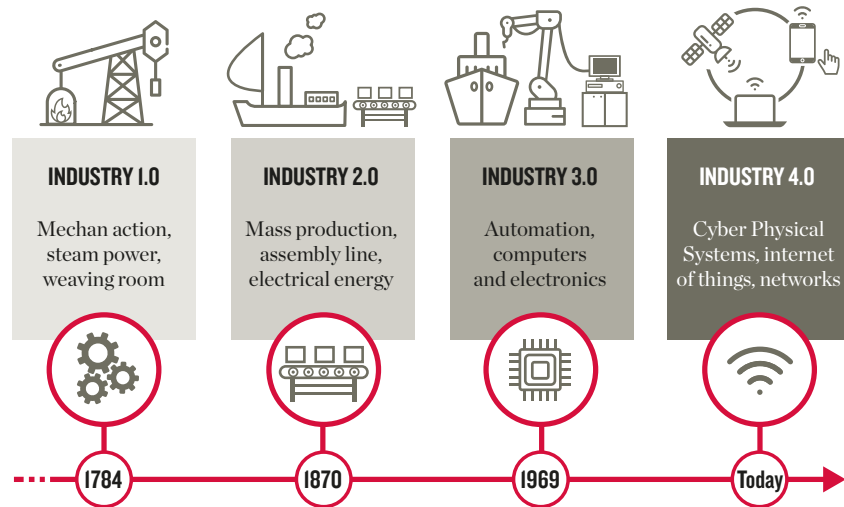 INDUSTRY 1.0
Mechan action,
steam power,
weaving room
INDUSTRY 2.0
Mass production,
assembly line,
electrical energy
INDUSTRY 3.0
Automation,
computers
and electronics
INDUSTRY 4.0
Cyber Physical
Systems, internet
of things, networks
1784
1870
1969
Today